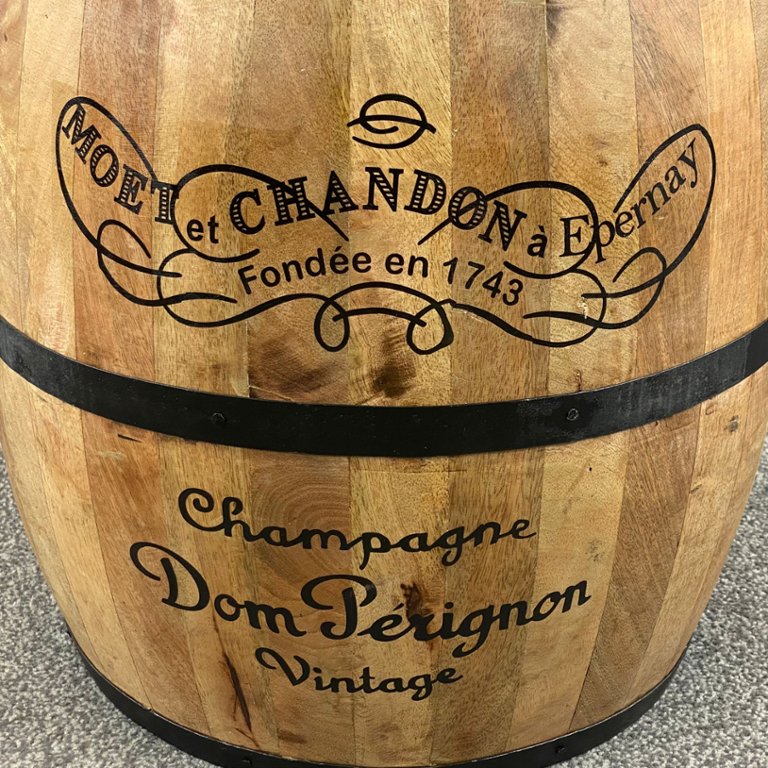 MOET et CHANDON à Epernay
Fondée en 1743
Champagne
Dom Pérignon
Vintage